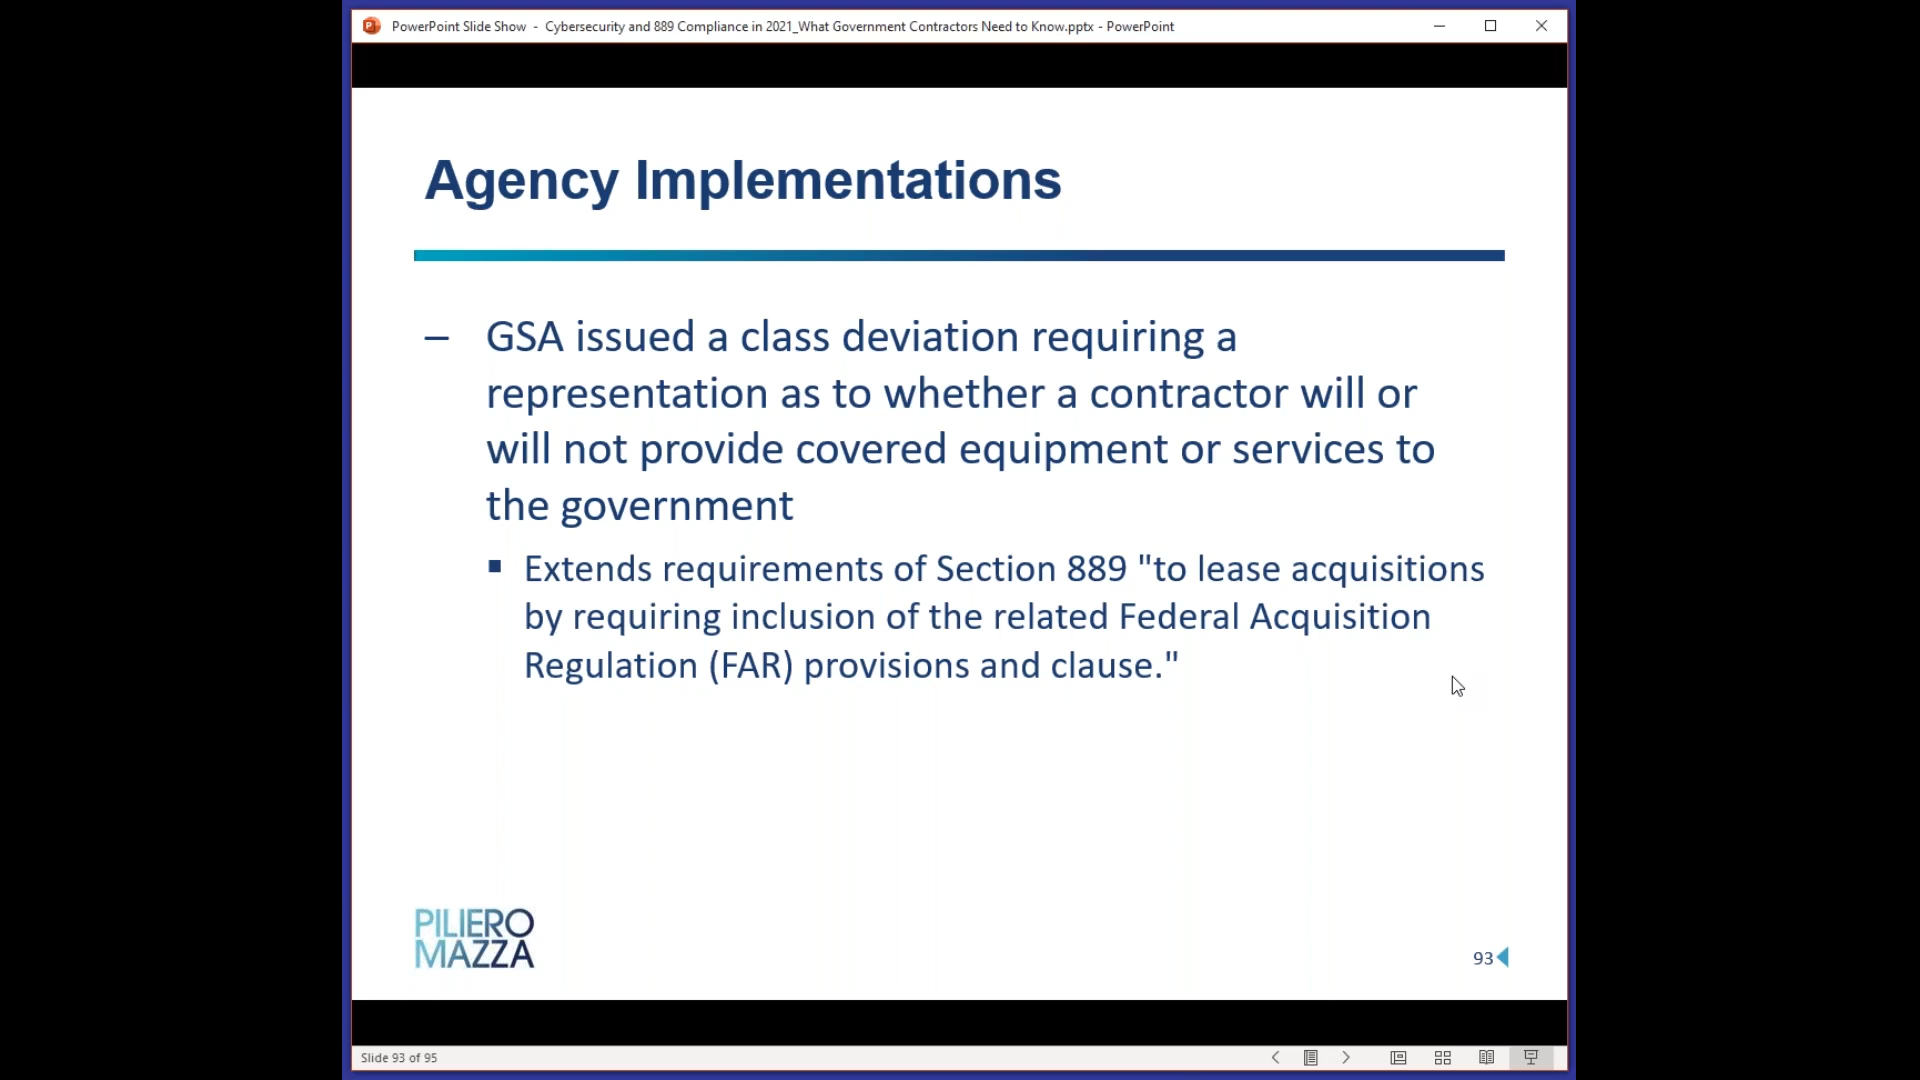 PowerPoint Slide Show - Cybersecurity and 889 Compliance in 2021_What Government Contractors Need to Know.pptx - PowerPoint
Agency Implementations
– GSA issued a class deviation requiring a
representation as to whether a contractor will or
will not provide covered equipment or services to
the government
▪ Extends requirements of Section 889 "to lease acquisitions
by requiring inclusion of the related Federal Acquisition
Regulation (FAR) provisions and clause."
PILIERO
MAZZA
93
Slide 93 of 95